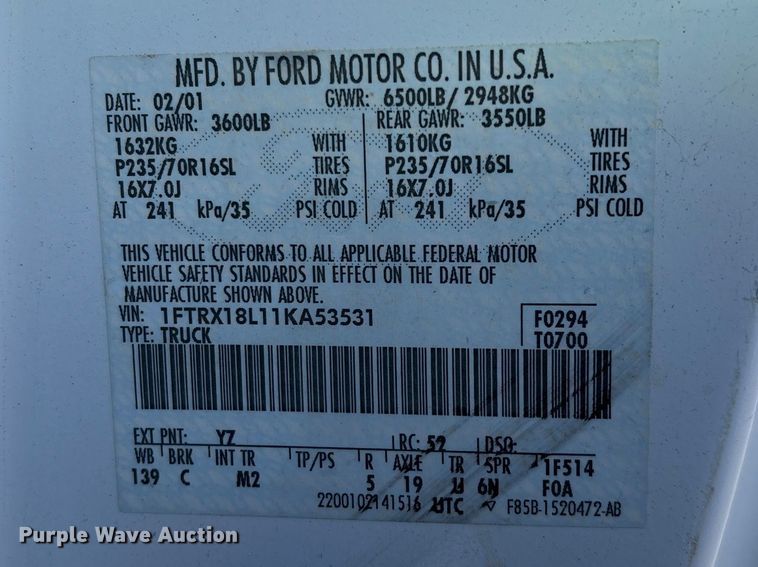 MFD. BY FORD MOTOR CO. IN U.S.A.
DATE: 02/01 GVWR: 6500LB/ 2948KG
FRONT GAWR: 3600LB REAR GAWR: 3550LB
1632KG WITH 1610KG WITH
P235/70R16SL TIRES P235/70R16SL TIRES
16X7.0J RIMS 16X7.0J RIMS
AT 241 kPa/35 PSI COLD AT 241 kPa/35 PSI COLD
THIS VEHICLE CONFORMS TO ALL APPLICABLE FEDERAL MOTOR
VEHICLE SAFETY STANDARDS IN EFFECT ON THE DATE OF
MANUFACTURE SHOWN ABOVE.
VIN: 1FTRX18L11KA53531 F0294
TYPE: TRUCK T0700
EXT PNT: YZ RC: 52 DSO:
WB BRK INT TR TP/PS R AXLE TR SPR 1F514
139 C M2 5 19 U 6N F0A
2200102141516 UTC F85B-1520472-AB
Purple Wave Auction